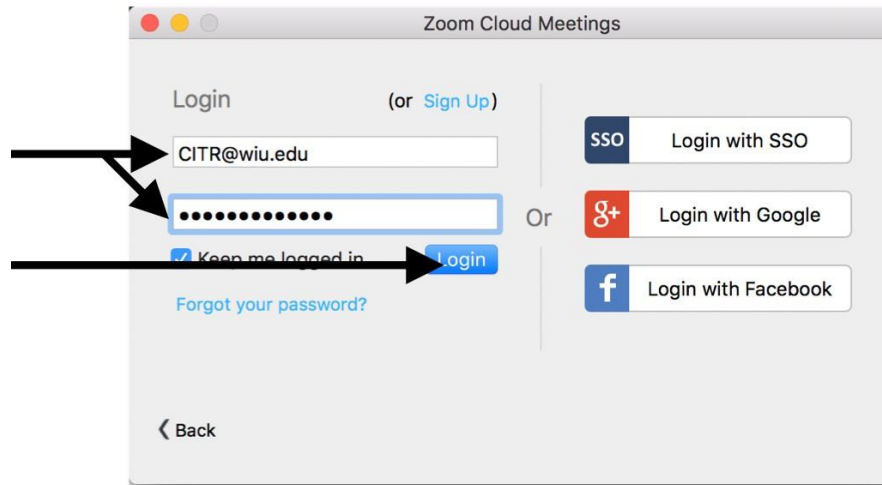 Zoom Cloud Meetings
Login (or Sign Up)
CITR@wiu.edu
•••••••••••••
Keep me logged in Login
Forgot your password?
Or
SSO Login with SSO
8+ Login with Google
f Login with Facebook
Back